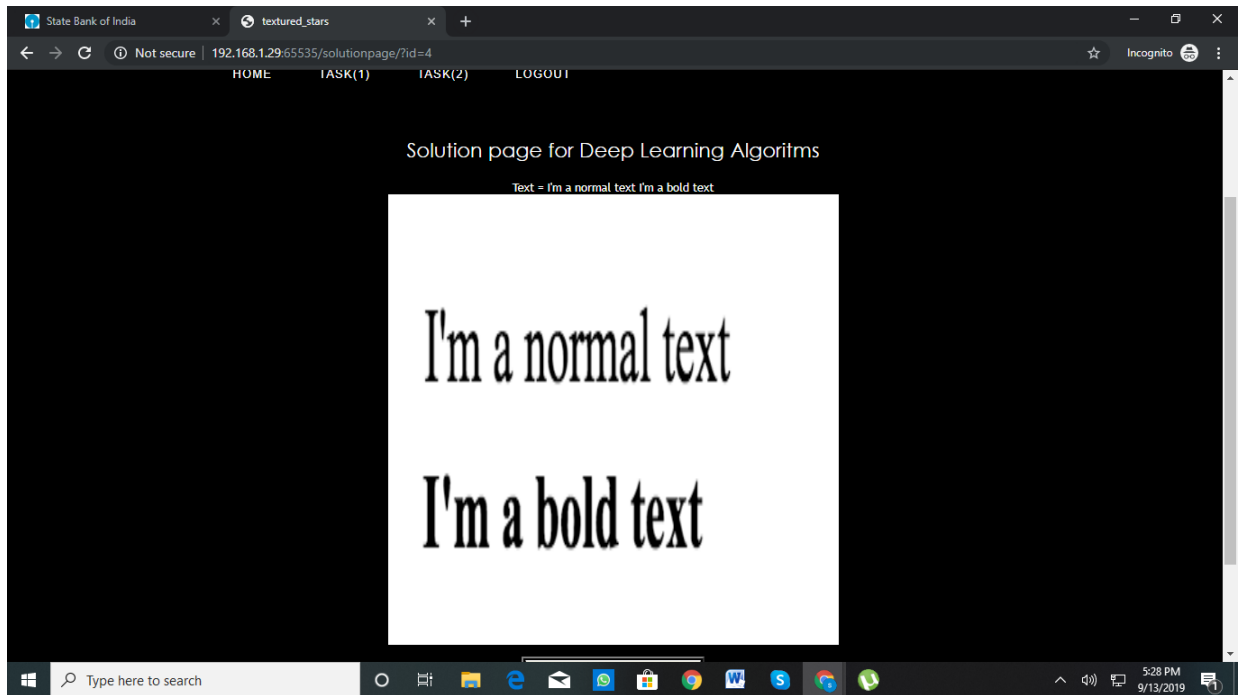 State Bank of India
textured_stars
Not secure | 192.168.1.29:65535/solutionpage/?id=4
Incognito
HOME TASK(1) TASK(2) LOGOUT
Solution page for Deep Learning Algoritms
Text = I'm a normal text I'm a bold text
I'm a normal text
I'm a bold text
Type here to search
5:28 PM
9/13/2019